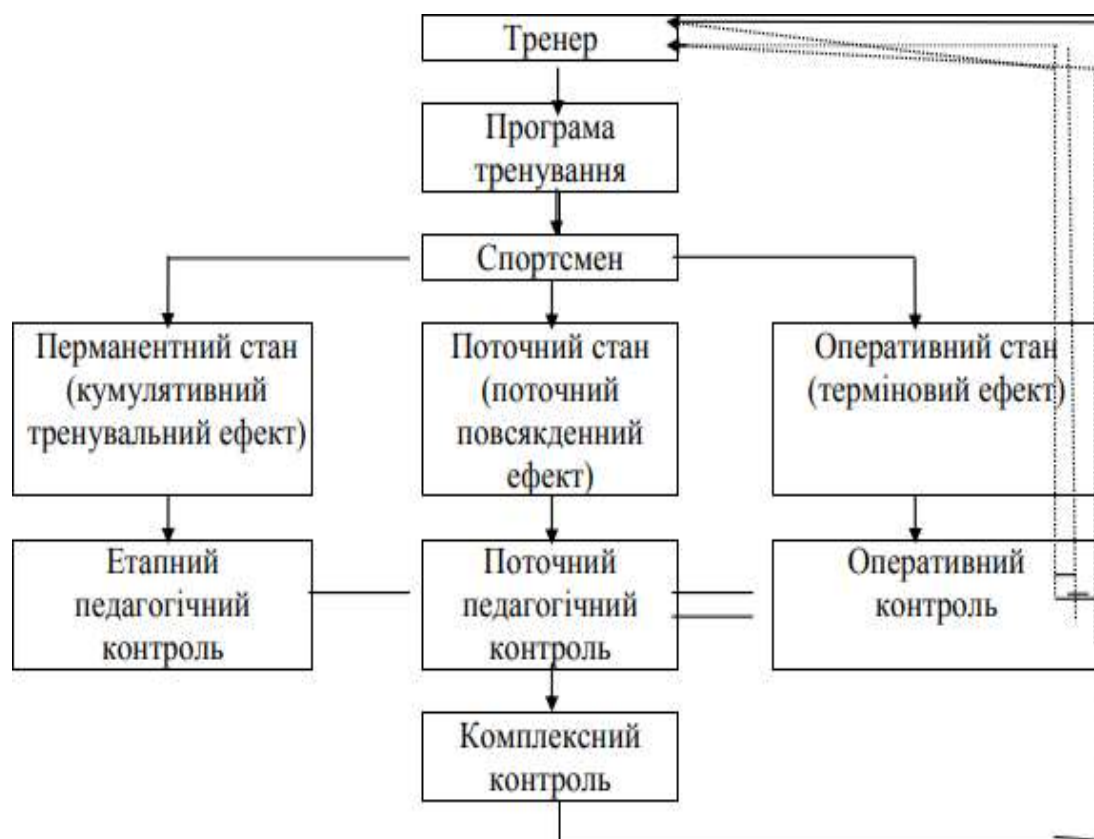 Тренер
Програма
тренування
Спортсмен
Перманентний стан
(кумулятивний
тренувальний ефект)
Поточний стан
(поточний
повсякденний
ефект)
Оперативний стан
(терміновий ефект)
Етапний
педагогічний
контроль
Поточний
педагогічний
контроль
Оперативний
контроль
Комплексний
контроль